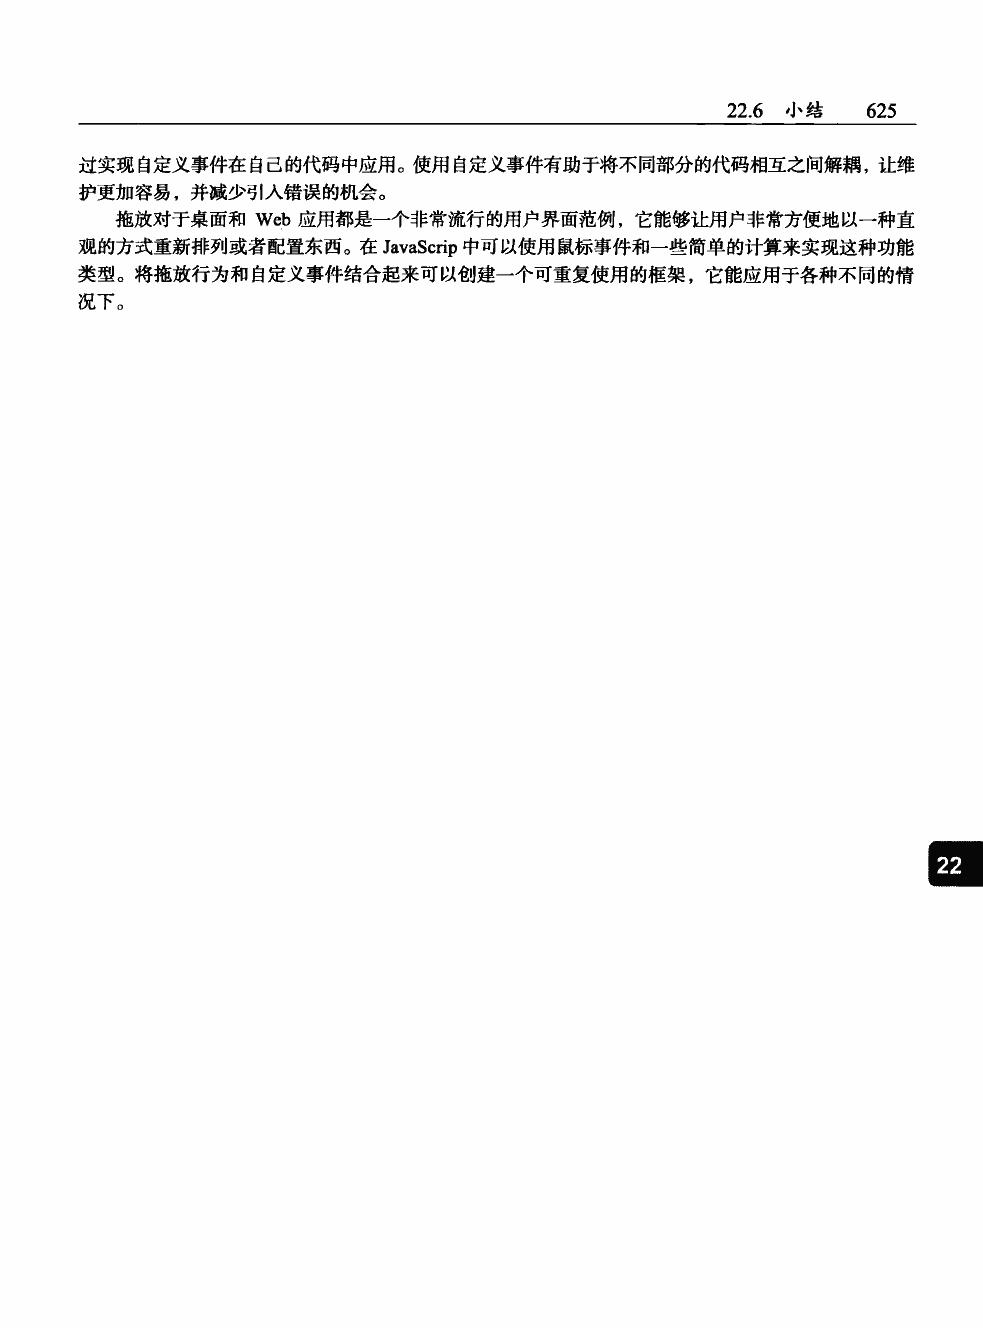 22.6 小结 625
过实现自定义事件在自己的代码中应用。使用自定义事件有助于将不同部分的代码相互之间解耦，让维
护更加容易，并减少引入错误的机会。
拖放对于桌面和 Web 应用都是一个非常流行的用户界面范例，它能够让用户非常方便地以一种直
观的方式重新排列或者配置东西。在 JavaScrip 中可以使用鼠标事件和一些简单的计算来实现这种功能
类型。将拖放行为和自定义事件结合起来可以创建一个可重复使用的框架，它能应用于各种不同的情
况下。
22